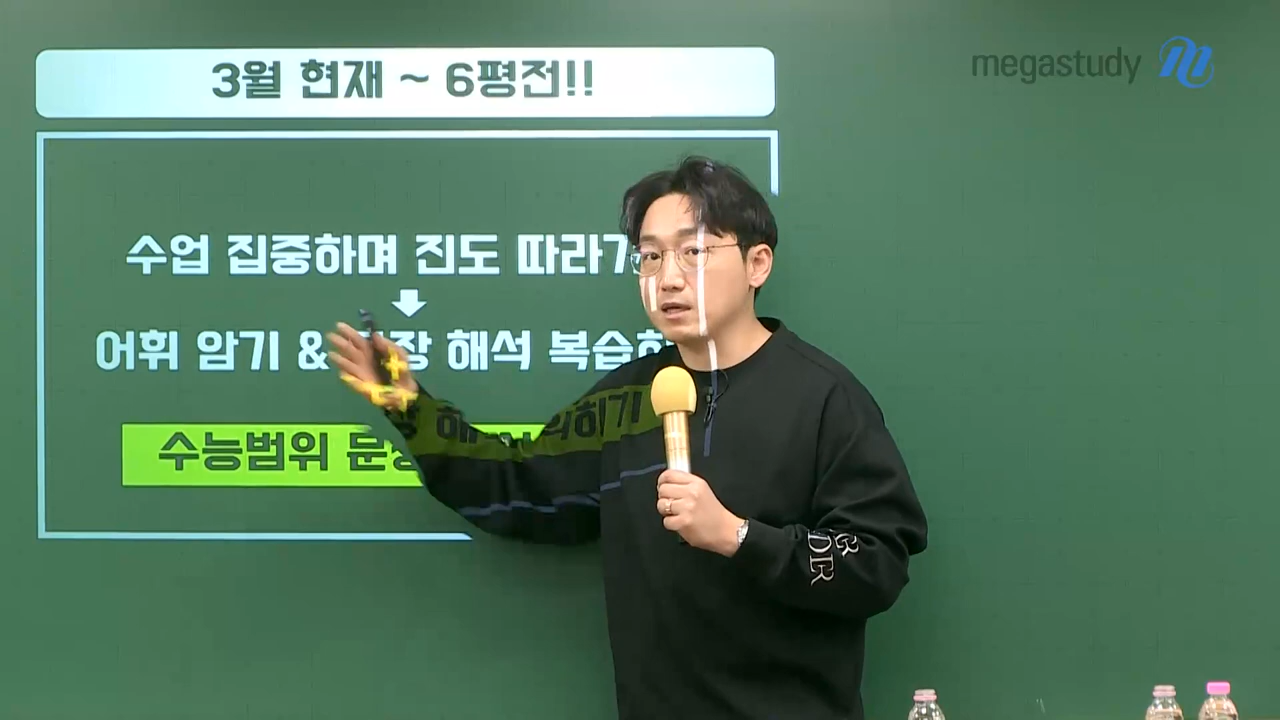 3월 현재 ~ 6평전!!
megastudy
수업 집중하며 진도 따라가
어휘 암기 & 해석 복습하
수능범위 문장